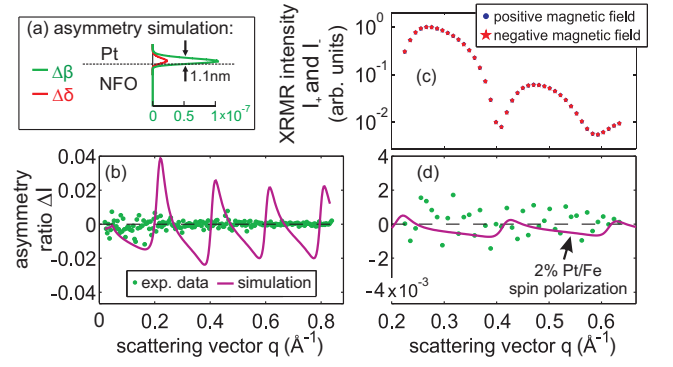 (a) asymmetry simulation:
Pt
NFO
Δβ
Δδ
1.1nm
0 0.5 1×10⁻⁷
XRMR intensity
I₊ and I₋
(arb. units)
positive magnetic field
negative magnetic field
10⁰
10⁻¹
10⁻²
(c)
asymmetry
ratio ΔI
0.04
0.02
0
-0.02
-0.04
(b)
exp. data simulation
0 0.2 0.4 0.6 0.8
scattering vector q (Å⁻¹)
4
2
0
-2
-4×10⁻³
(d)
2% Pt/Fe
spin polarization
0.2 0.3 0.4 0.5 0.6 0.7
scattering vector q (Å⁻¹)